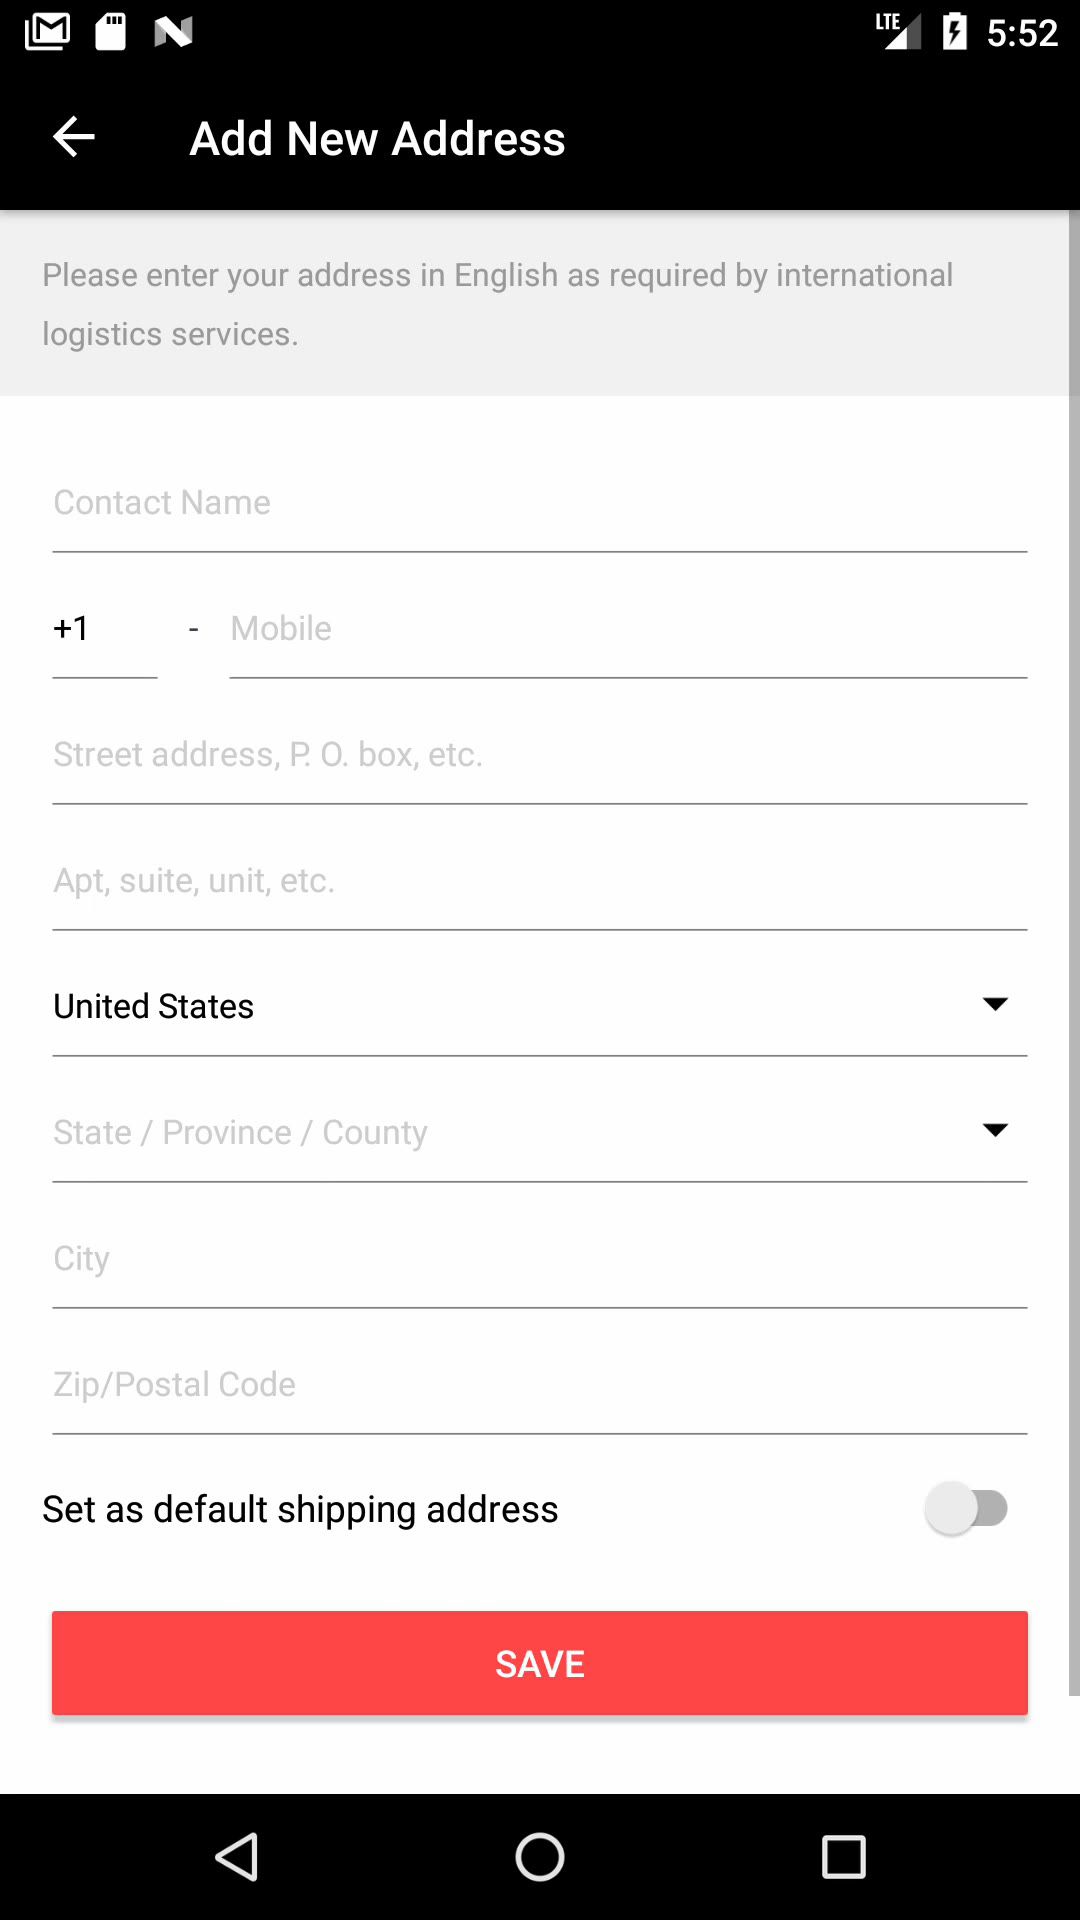 LTE 5:52
Add New Address
Please enter your address in English as required by international
logistics services.
Contact Name
+1 - Mobile
Street address, P. O. box, etc.
Apt, suite, unit, etc.
United States
State / Province / County
City
Zip/Postal Code
Set as default shipping address
SAVE